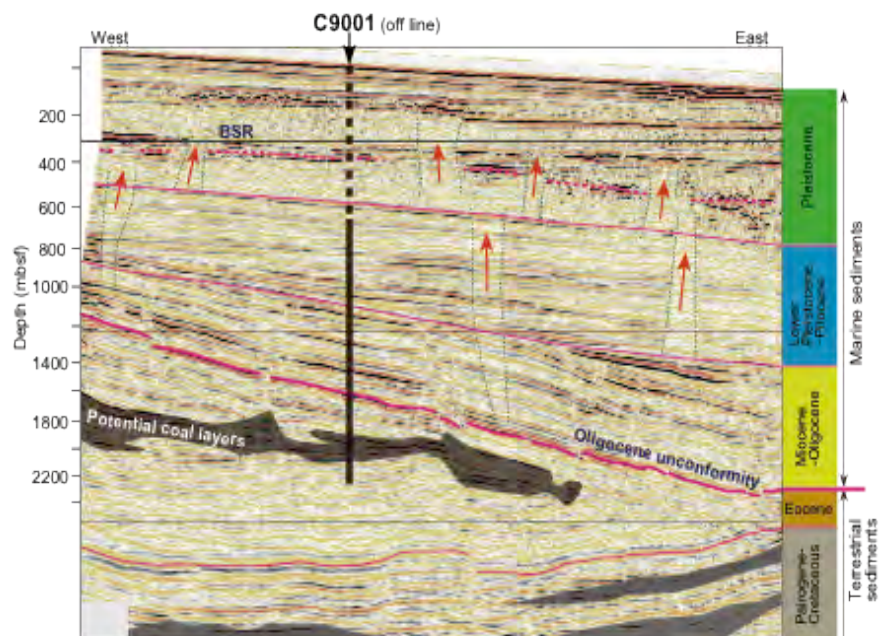 C9001 (off line)
West
East
200
BSR
400
600
800
1000
1400
1800
2200
Depth (mbsf)
Potential coal layers
Oligocene unconformity
Pleistocene
Lower
Pleistocene-
Pliocene
Miocene
-Oligocene
Eocene
Palrogene-
Cretaceous
Marine sediments
Terrestrial
sediments